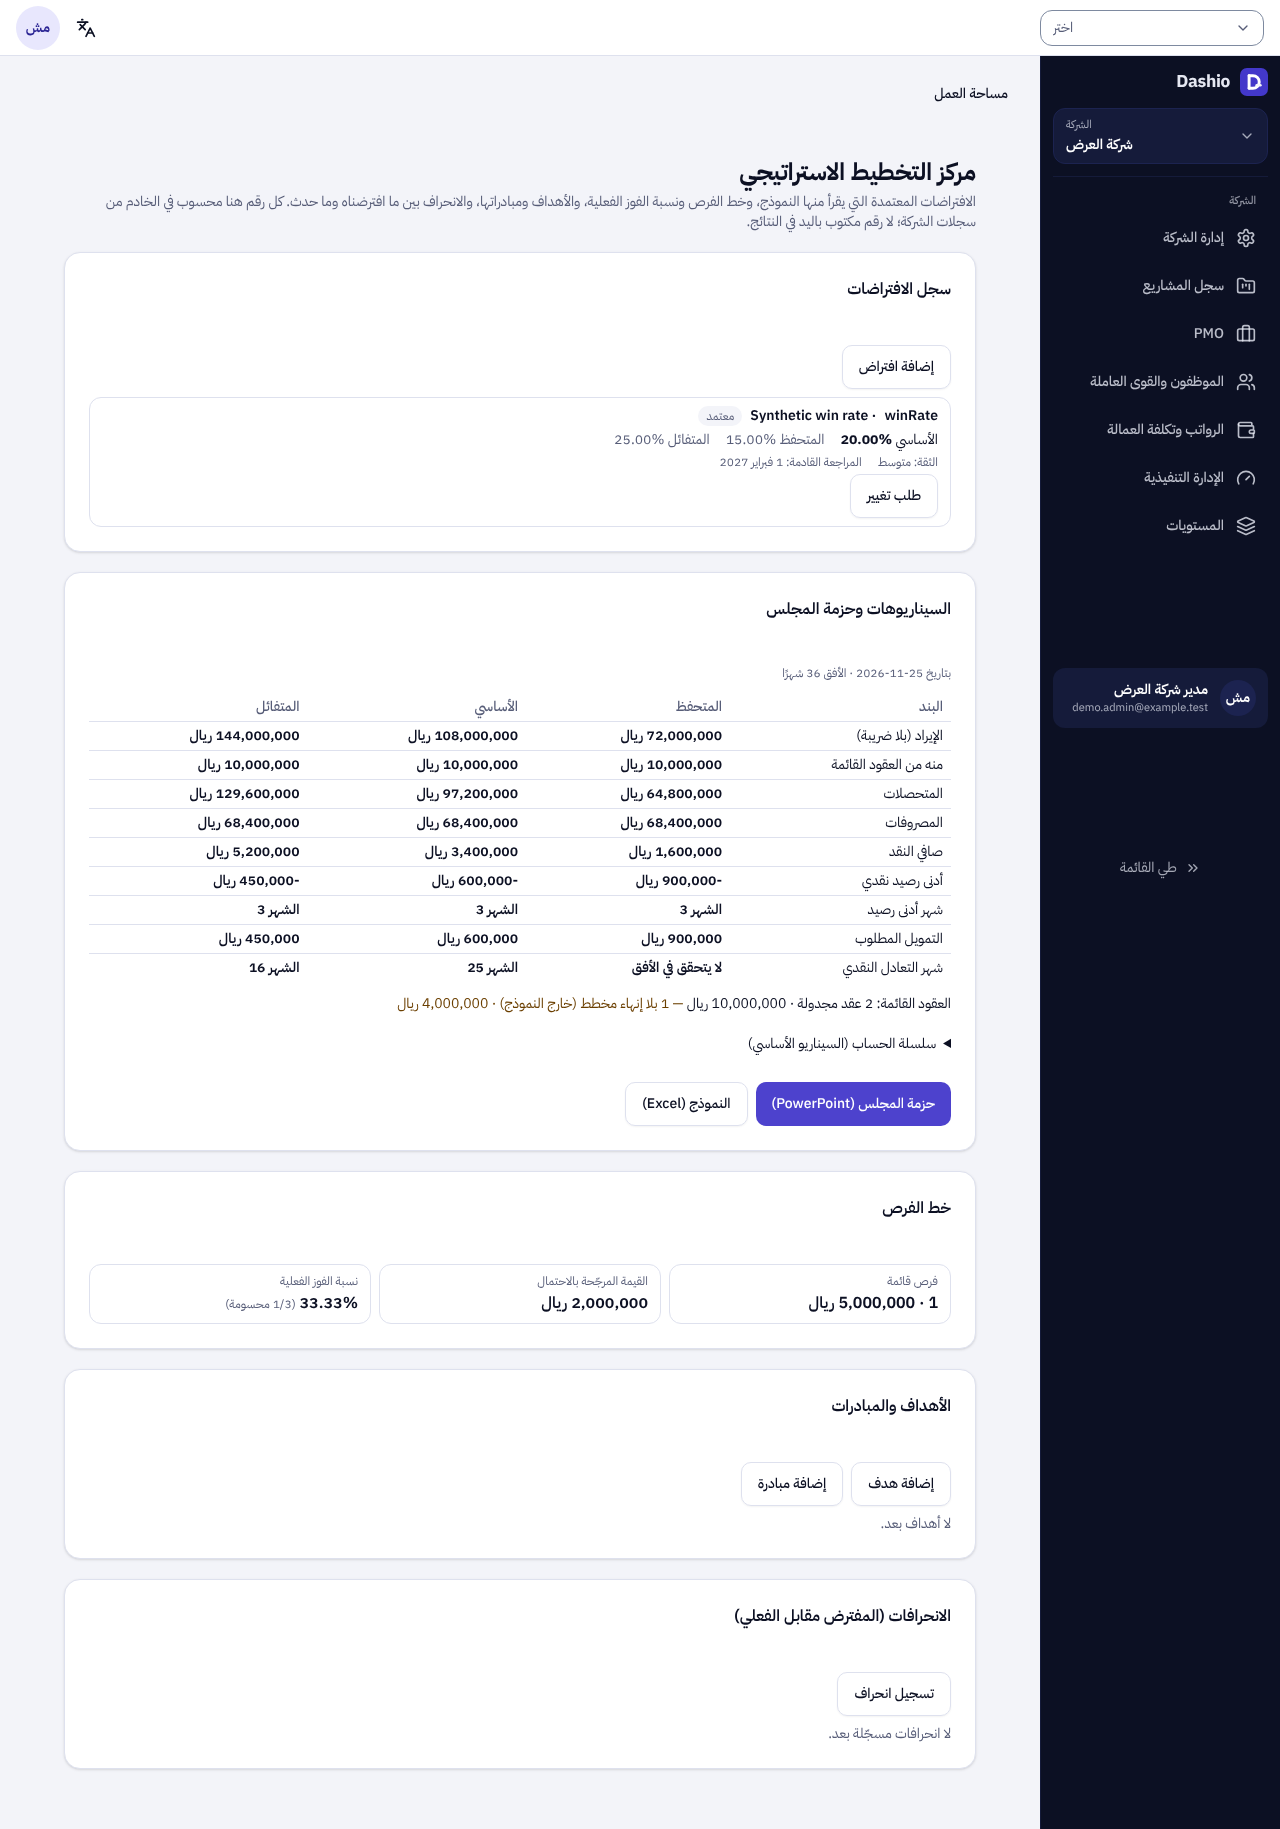 اختر
مش
Dashio
الشركة
شركة العرض
الشركة
إدارة الشركة
سجل المشاريع
PMO
الموظفون والقوى العاملة
الرواتب وتكلفة العمالة
الإدارة التنفيذية
المستويات
مش
مدير شركة العرض
demo.admin@example.test
طي القائمة
مساحة العمل
مركز التخطيط الاستراتيجي
الافتراضات المعتمدة التي يقرأ منها النموذج، وخط الفرص ونسبة الفوز الفعلية، والأهداف ومبادراتها، والانحراف بين ما افترضناه وما حدث. كل رقم هنا محسوب في الخادم من
سجلات الشركة؛ لا رقم مكتوب باليد في النتائج.
سجل الافتراضات
إضافة افتراض
Synthetic win rate · winRate معتمد
الأساسي 20.00% المتحفظ 15.00% المتفائل 25.00%
الثقة: متوسط المراجعة القادمة: 1 فبراير 2027
طلب تغيير
السيناريوهات وحزمة المجلس
بتاريخ 25-11-2026 · الأفق 36 شهرًا
البند المتحفظ الأساسي المتفائل
الإيراد (بلا ضريبة) 72,000,000 ريال 108,000,000 ريال 144,000,000 ريال
منه من العقود القائمة 10,000,000 ريال 10,000,000 ريال 10,000,000 ريال
المتحصلات 64,800,000 ريال 97,200,000 ريال 129,600,000 ريال
المصروفات 68,400,000 ريال 68,400,000 ريال 68,400,000 ريال
صافي النقد 1,600,000 ريال 3,400,000 ريال 5,200,000 ريال
أدنى رصيد نقدي -900,000 ريال -600,000 ريال -450,000 ريال
شهر أدنى رصيد الشهر 3 الشهر 3 الشهر 3
التمويل المطلوب 900,000 ريال 600,000 ريال 450,000 ريال
شهر التعادل النقدي لا يتحقق في الأفق الشهر 25 الشهر 16
العقود القائمة: 2 عقد مجدولة · 10,000,000 ريال — 1 بلا إنهاء مخطط (خارج النموذج) · 4,000,000 ريال
سلسلة الحساب (السيناريو الأساسي)
حزمة المجلس (PowerPoint) النموذج (Excel)
خط الفرص
فرص قائمة
1 · 5,000,000 ريال
القيمة المرجّحة بالاحتمال
2,000,000 ريال
نسبة الفوز الفعلية
33.33% (1/3 محسومة)
الأهداف والمبادرات
إضافة هدف إضافة مبادرة
لا أهداف بعد.
الانحرافات (المفترض مقابل الفعلي)
تسجيل انحراف
لا انحرافات مسجّلة بعد.